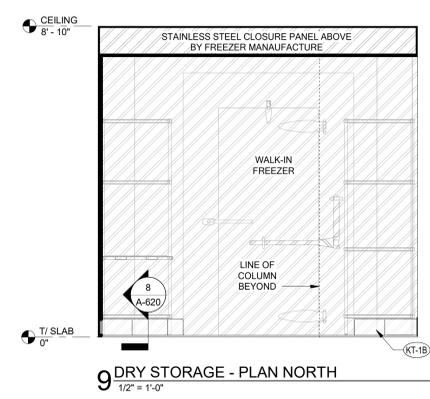 CEILING
8' - 10"
STAINLESS STEEL CLOSURE PANEL ABOVE
BY FREEZER MANUFACTURE
WALK-IN
FREEZER
LINE OF
COLUMN
BEYOND
8
A-620
T/ SLAB
0"
KT-1B
9 DRY STORAGE - PLAN NORTH
1/2" = 1'-0"